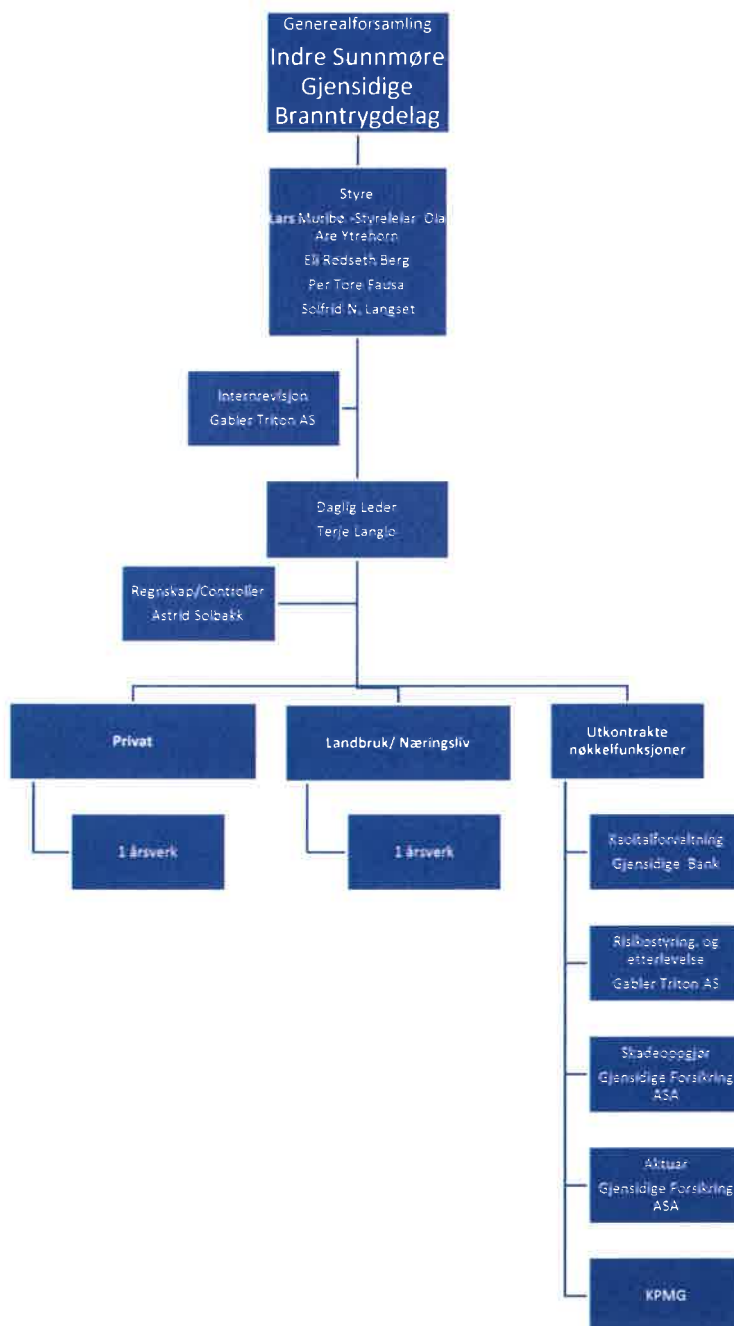 Generealforsamling
Indre Sunnmøre
Gjensidige
Branntrygdelag
Styre
Lars Muribø -Styreleiar Ola
Are Ytrehorn
Eli Rødseth Berg
Per Tore Fausa
Solfrid N. Langset
Internrevisjon
Gabler Triton AS
Daglig Leder
Terje Langlo
Regnskap/Controller
Astrid Solbakk
Privat
Landbruk/ Næringsliv
Utkontrakte
nøkkelfunksjoner
1 årsverk
1 årsverk
Kapitalforvaltning
Gjensidige Bank
Risikostyring, og
etterlevelse
Gabler Triton AS
Skadeoppgjør
Gjensidige Forsikring
ASA
Aktuar
Gjensidige Forsikring
ASA
KPMG